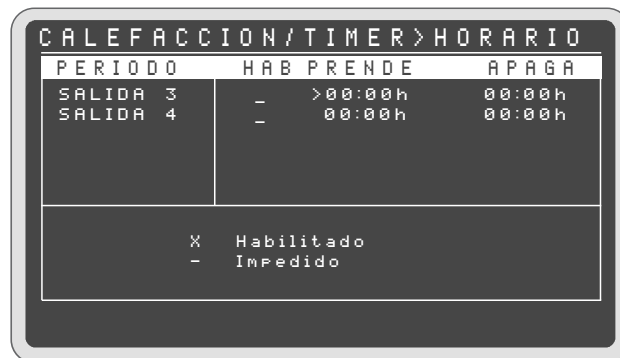 CALEFACCION/TIMER>HORARIO
PERIODO HAB PRENDE APAGA
SALIDA 3 _ >00:00h 00:00h
SALIDA 4 _ 00:00h 00:00h
X Habilitado
- Impedido